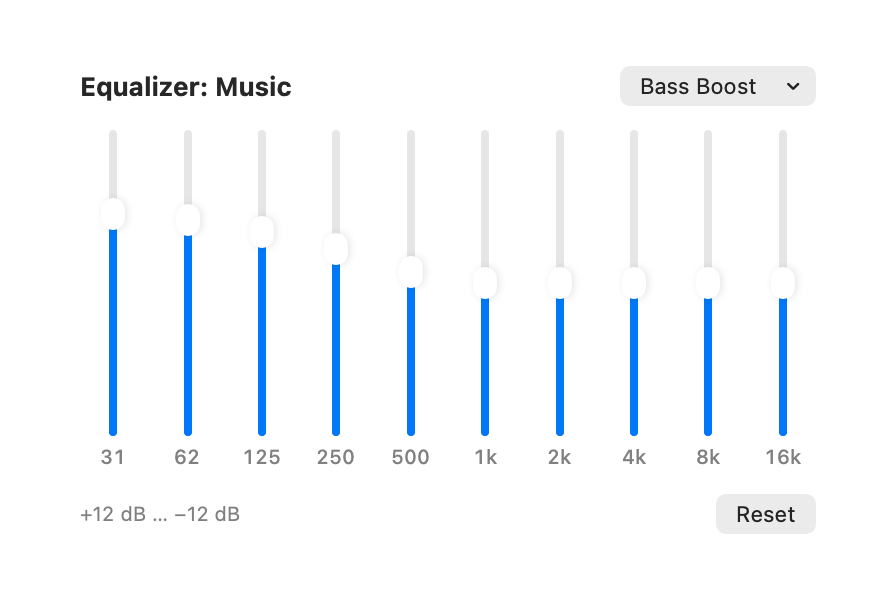 Equalizer: Music
Bass Boost
31 62 125 250 500 1k 2k 4k 8k 16k
+12 dB ... −12 dB
Reset